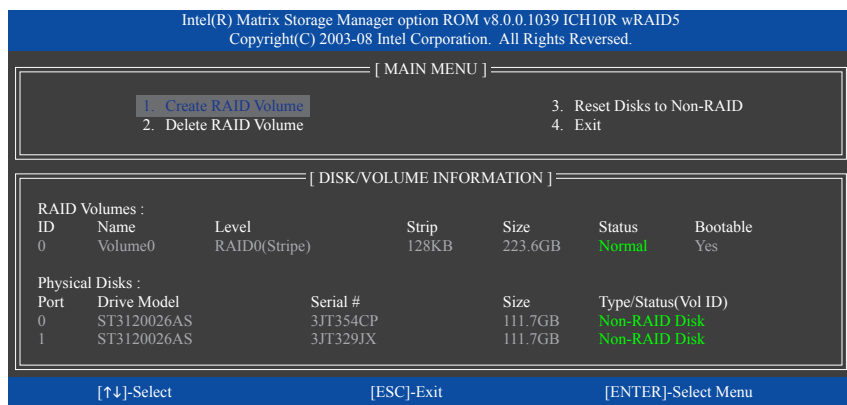 Intel(R) Matrix Storage Manager option ROM v8.0.0.1039 ICH10R wRAID5
Copyright(C) 2003-08 Intel Corporation.  All Rights Reversed.
[ MAIN MENU ]
1. Create RAID Volume 3. Reset Disks to Non-RAID
2. Delete RAID Volume 4. Exit
[ DISK/VOLUME INFORMATION ]
RAID Volumes :
ID Name Level Strip Size Status Bootable
0 Volume0 RAID0(Stripe) 128KB 223.6GB Normal Yes
Physical Disks :
Port Drive Model Serial # Size Type/Status(Vol ID)
0 ST3120026AS 3JT354CP 111.7GB Non-RAID Disk
1 ST3120026AS 3JT329JX 111.7GB Non-RAID Disk
[↑↓]-Select [ESC]-Exit [ENTER]-Select Menu